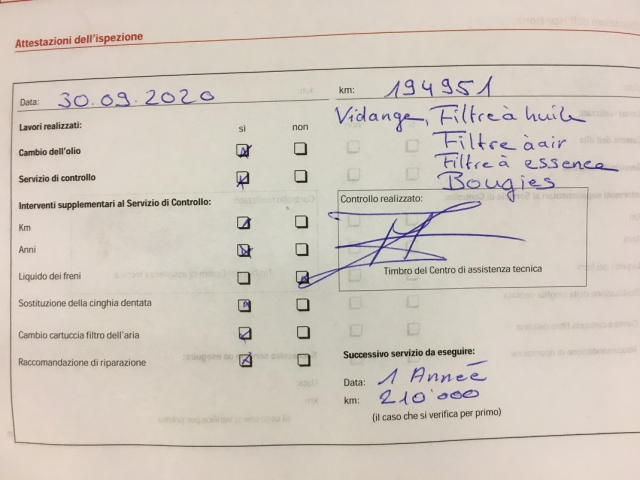 Attestazioni dell'ispezione
Data: 30.09.2020
km: 194951
Vidange, Filtre à huile
Filtre à air
Filtre à essence
Bougies
Lavori realizzati: si non
Cambio dell'olio
Servizio di controllo
Interventi supplementari al Servizio di Controllo:
Km
Anni
Liquido dei freni
Sostituzione della cinghia dentata
Cambio cartuccia filtro dell'aria
Raccomandazione di riparazione
Controllo realizzato:
Timbro del Centro di assistenza tecnica
Successivo servizio da eseguire:
Data: 1 Année
km: 210'000
(il caso che si verifica per primo)